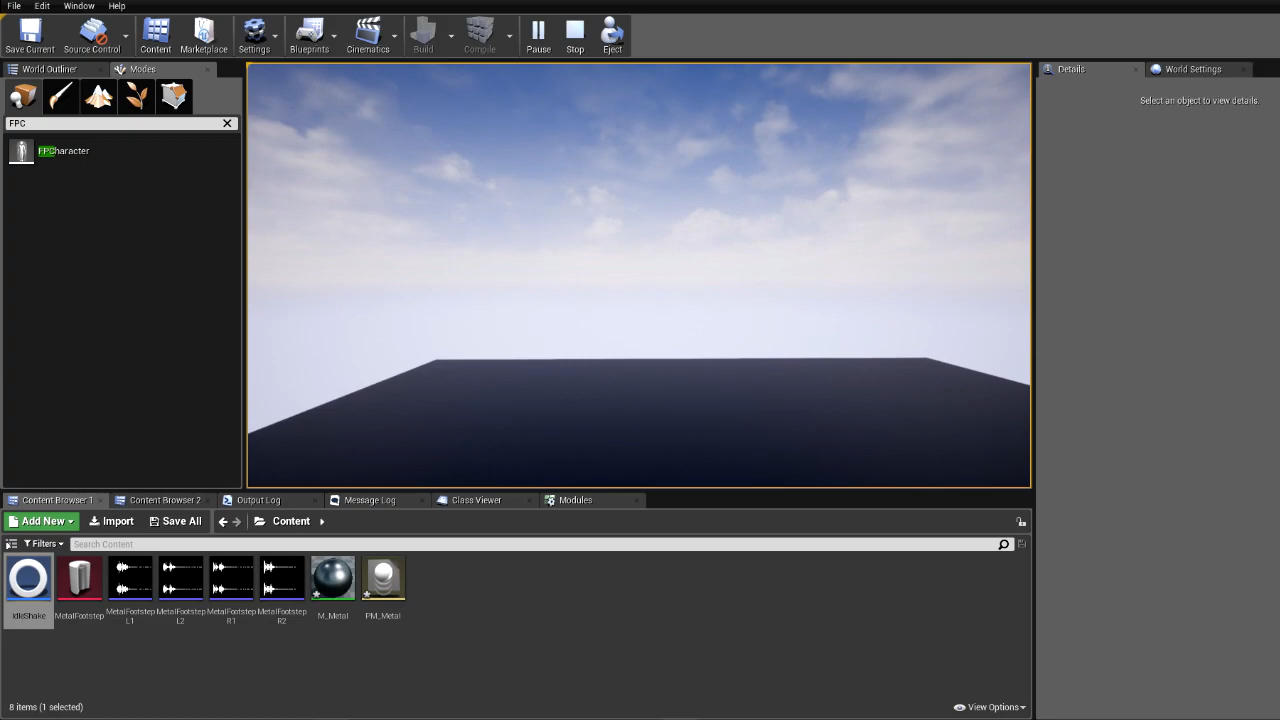 File Edit Window Help
Save Current Source Control Content Marketplace Settings Blueprints Cinematics Build Compile Pause Stop Eject
World Outliner Modes Details World Settings
FPC
Select an object to view details.
FPCharacter
Content Browser 1 Content Browser 2 Output Log Message Log Class Viewer Modules
Add New Import Save All Content
Filters Search Content
IdleShake MetalFootstep MetalFootstep MetalFootstep MetalFootstep MetalFootstep M_Metal PM_Metal
L1 L2 R1 R2
8 items (1 selected) View Options